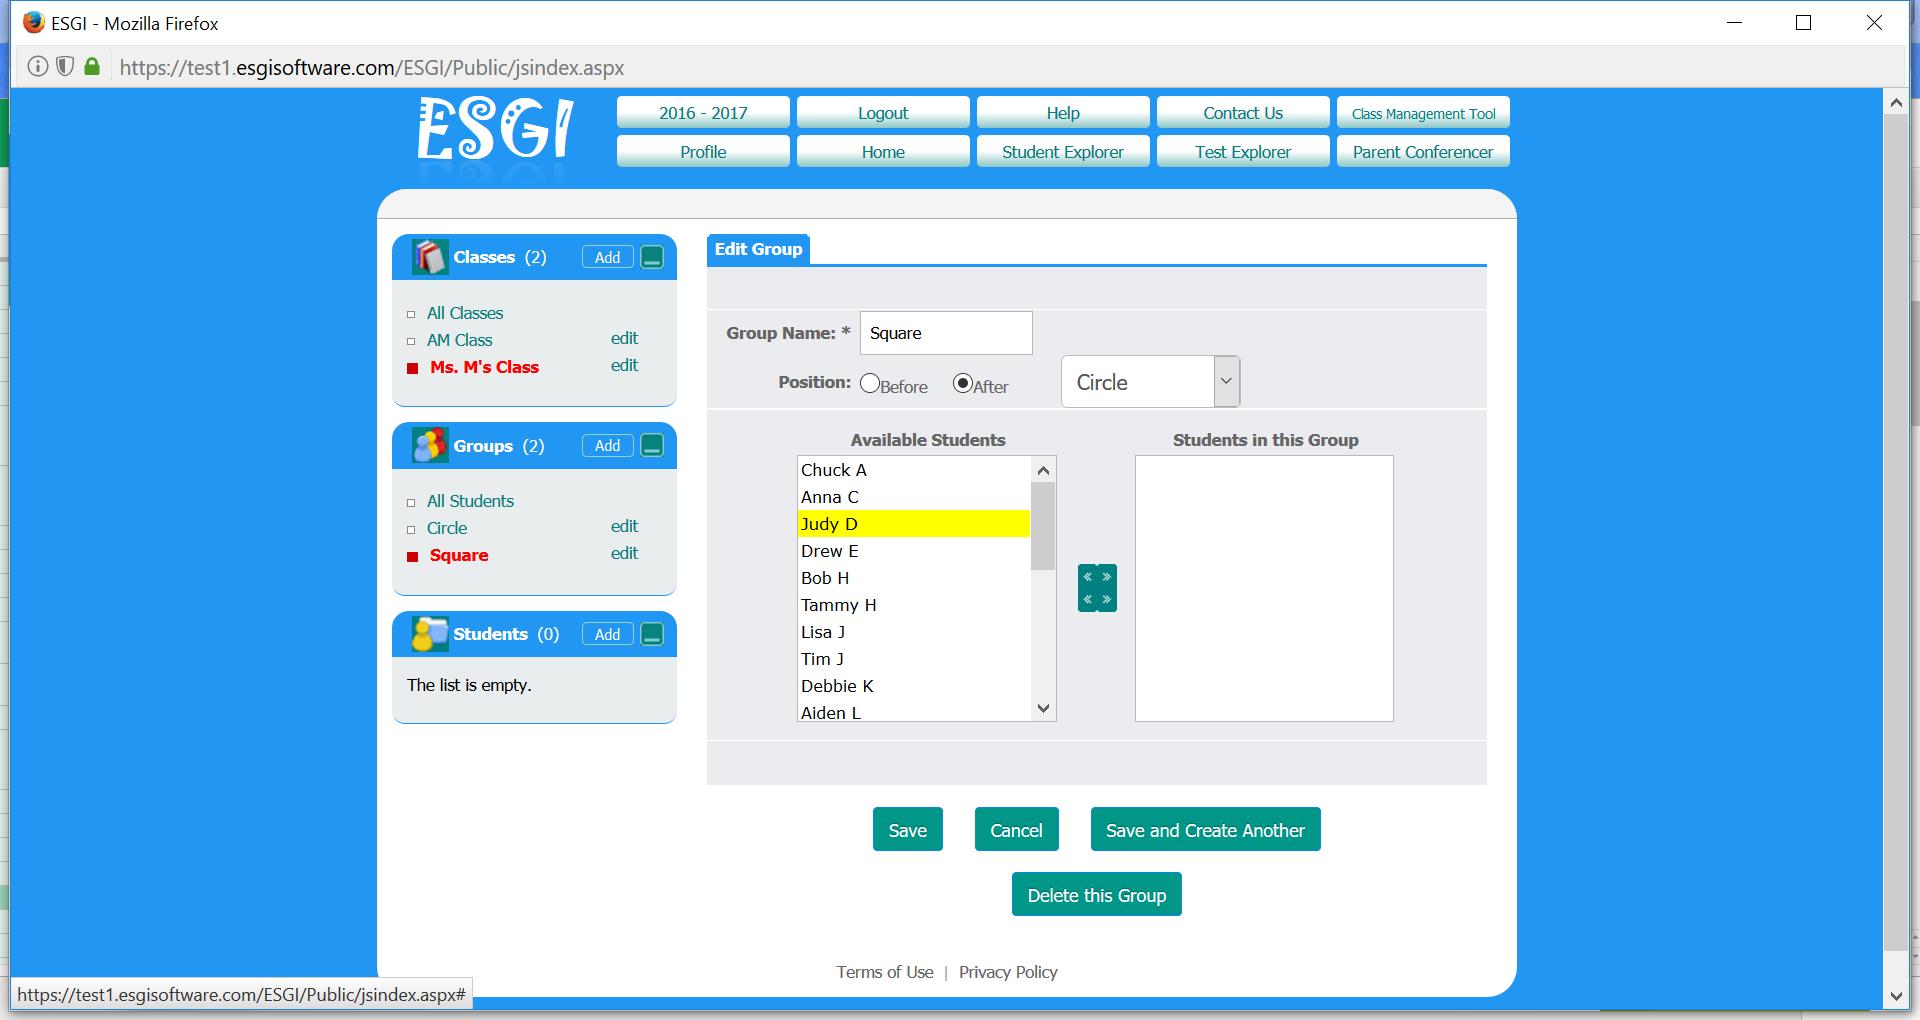 ESGI - Mozilla Firefox
https://test1.esgisoftware.com/ESGI/Public/jsindex.aspx
ESGI
2016 - 2017 Logout Help Contact Us Class Management Tool
Profile Home Student Explorer Test Explorer Parent Conferencer
Classes (2) Add
All Classes
AM Class edit
Ms. M's Class edit
Groups (2) Add
All Students
Circle edit
Square edit
Students (0) Add
The list is empty.
Edit Group
Group Name: * Square
Position: Before After Circle
Available Students Students in this Group
Chuck A
Anna C
Judy D
Drew E
Bob H
Tammy H
Lisa J
Tim J
Debbie K
Aiden L
« »
« »
Save Cancel Save and Create Another
Delete this Group
Terms of Use | Privacy Policy
https://test1.esgisoftware.com/ESGI/Public/jsindex.aspx#